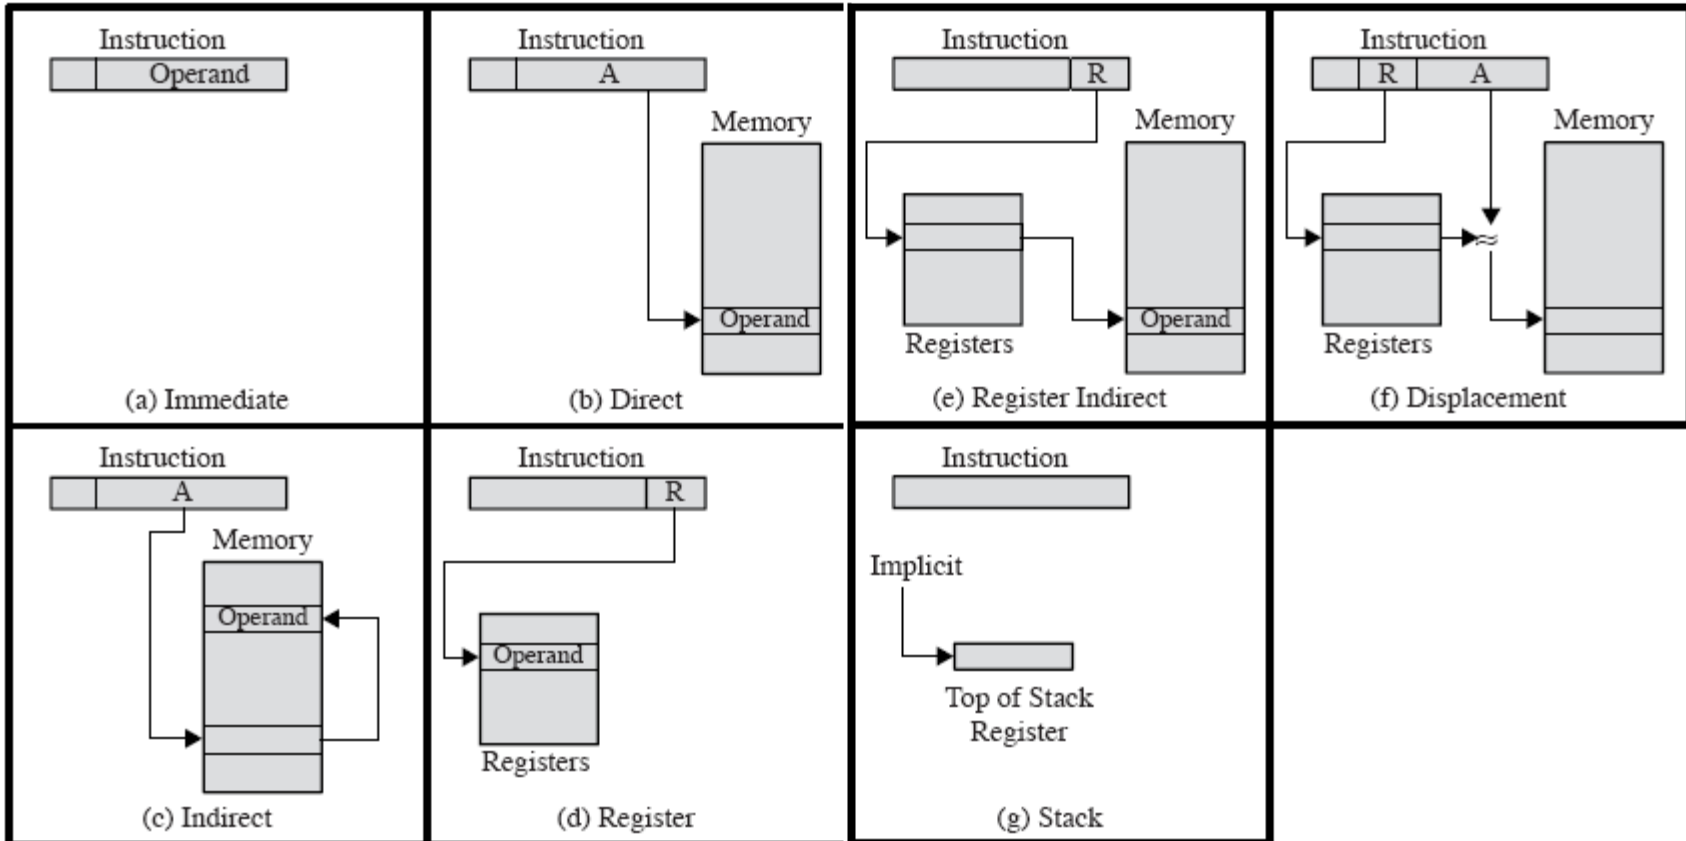 Instruction
Operand
(a) Immediate
Instruction
A
Memory
Operand
(b) Direct
Instruction
R
Memory
Operand
Registers
(e) Register Indirect
Instruction
R A
Memory
≈
Registers
(f) Displacement
Instruction
A
Memory
Operand
(c) Indirect
Instruction
R
Operand
Registers
(d) Register
Instruction
Implicit
Top of Stack
Register
(g) Stack